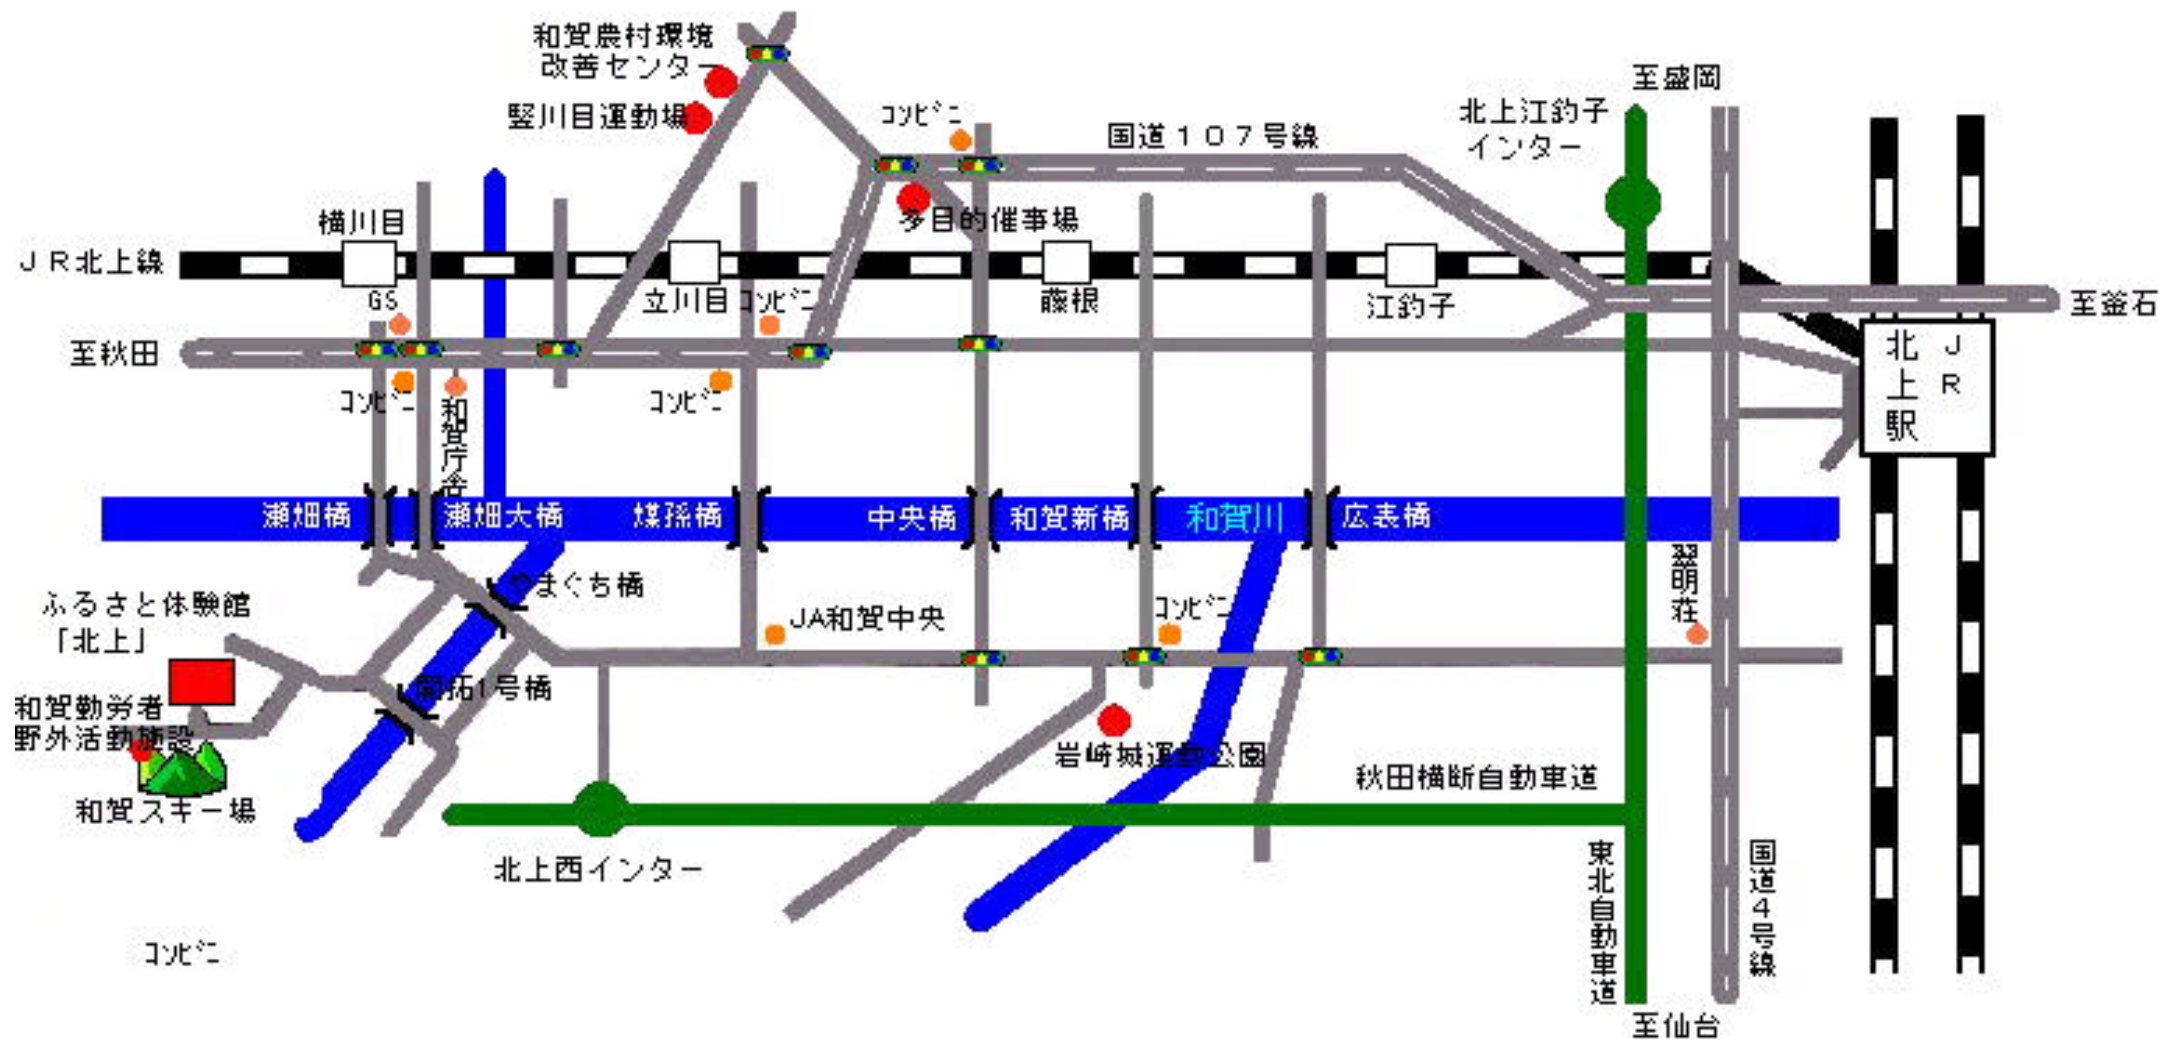 和賀農村環境
改善センター
竪川目運動場
至盛岡
北上江釣子
インター
ｺﾝﾋﾞﾆ
国道１０７号線
多目的催事場
横川目
ＪＲ北上線
GS
立川目
ｺﾝﾋﾞﾆ
藤根
江釣子
至釜石
至秋田
ｺﾝﾋﾞﾆ
和賀庁舎
ｺﾝﾋﾞﾆ
ＪＲ
北上駅
瀬畑橋
瀬畑大橋
煤孫橋
中央橋
和賀新橋
和賀川
広表橋
やまぐち橋
翠明荘
ふるさと体験館
「北上」
JA和賀中央
ｺﾝﾋﾞﾆ
開拓1号橋
和賀勤労者
野外活動施設
和賀スキー場
岩崎城運動公園
秋田横断自動車道
北上西インター
東北自動車道
国道４号線
ｺﾝﾋﾞﾆ
至仙台